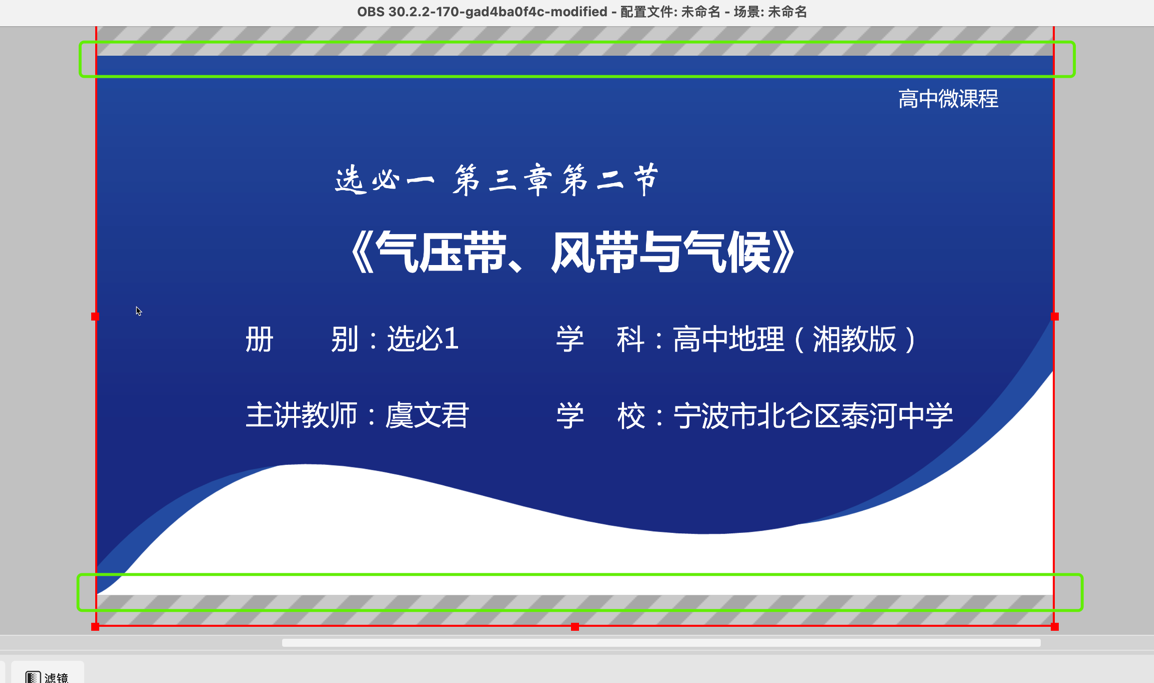 OBS 30.2.2-170-gad4ba0f4c-modified - 配置文件: 未命名 - 场景: 未命名
高中微课程
选必一 第三章第二节
《气压带、风带与气候》
册 别：选必1 学 科：高中地理（湘教版）
主讲教师：虞文君 学 校：宁波市北仑区泰河中学
滤镜